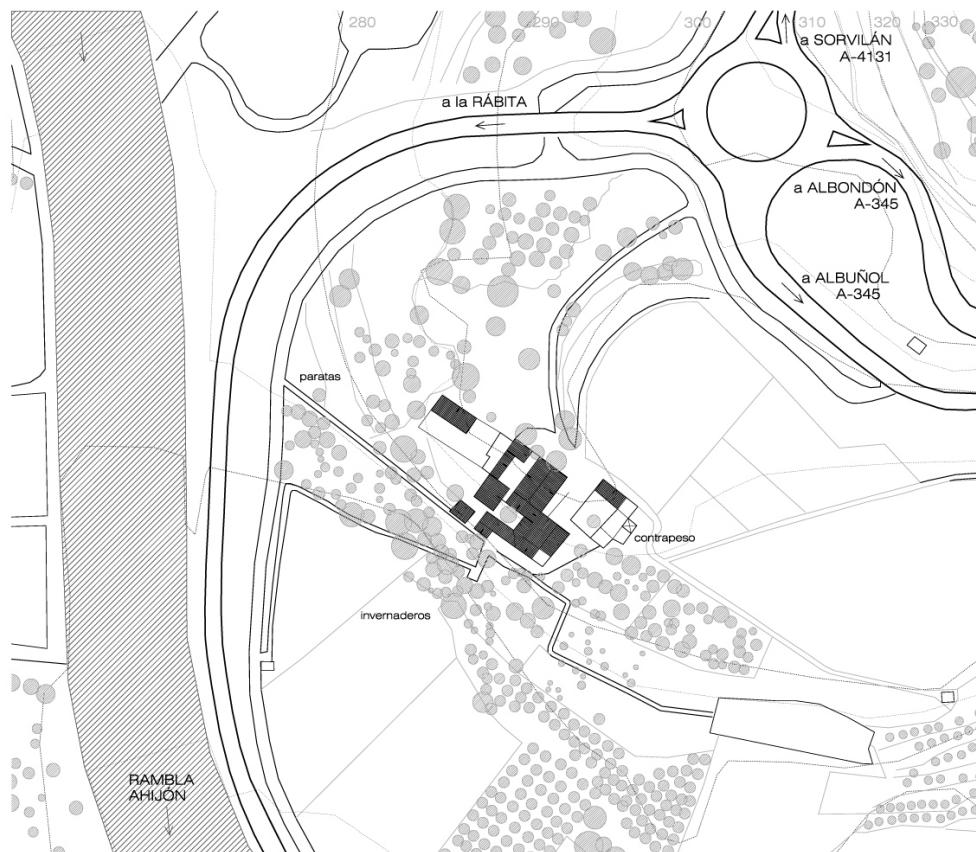 280
290
300
310
320
330
a SORVILÁN
A-4131
a la RÁBITA
a ALBONDÓN
A-345
a ALBUÑOL
A-345
paratas
contrapeso
invernaderos
RAMBLA
AHIJÓN